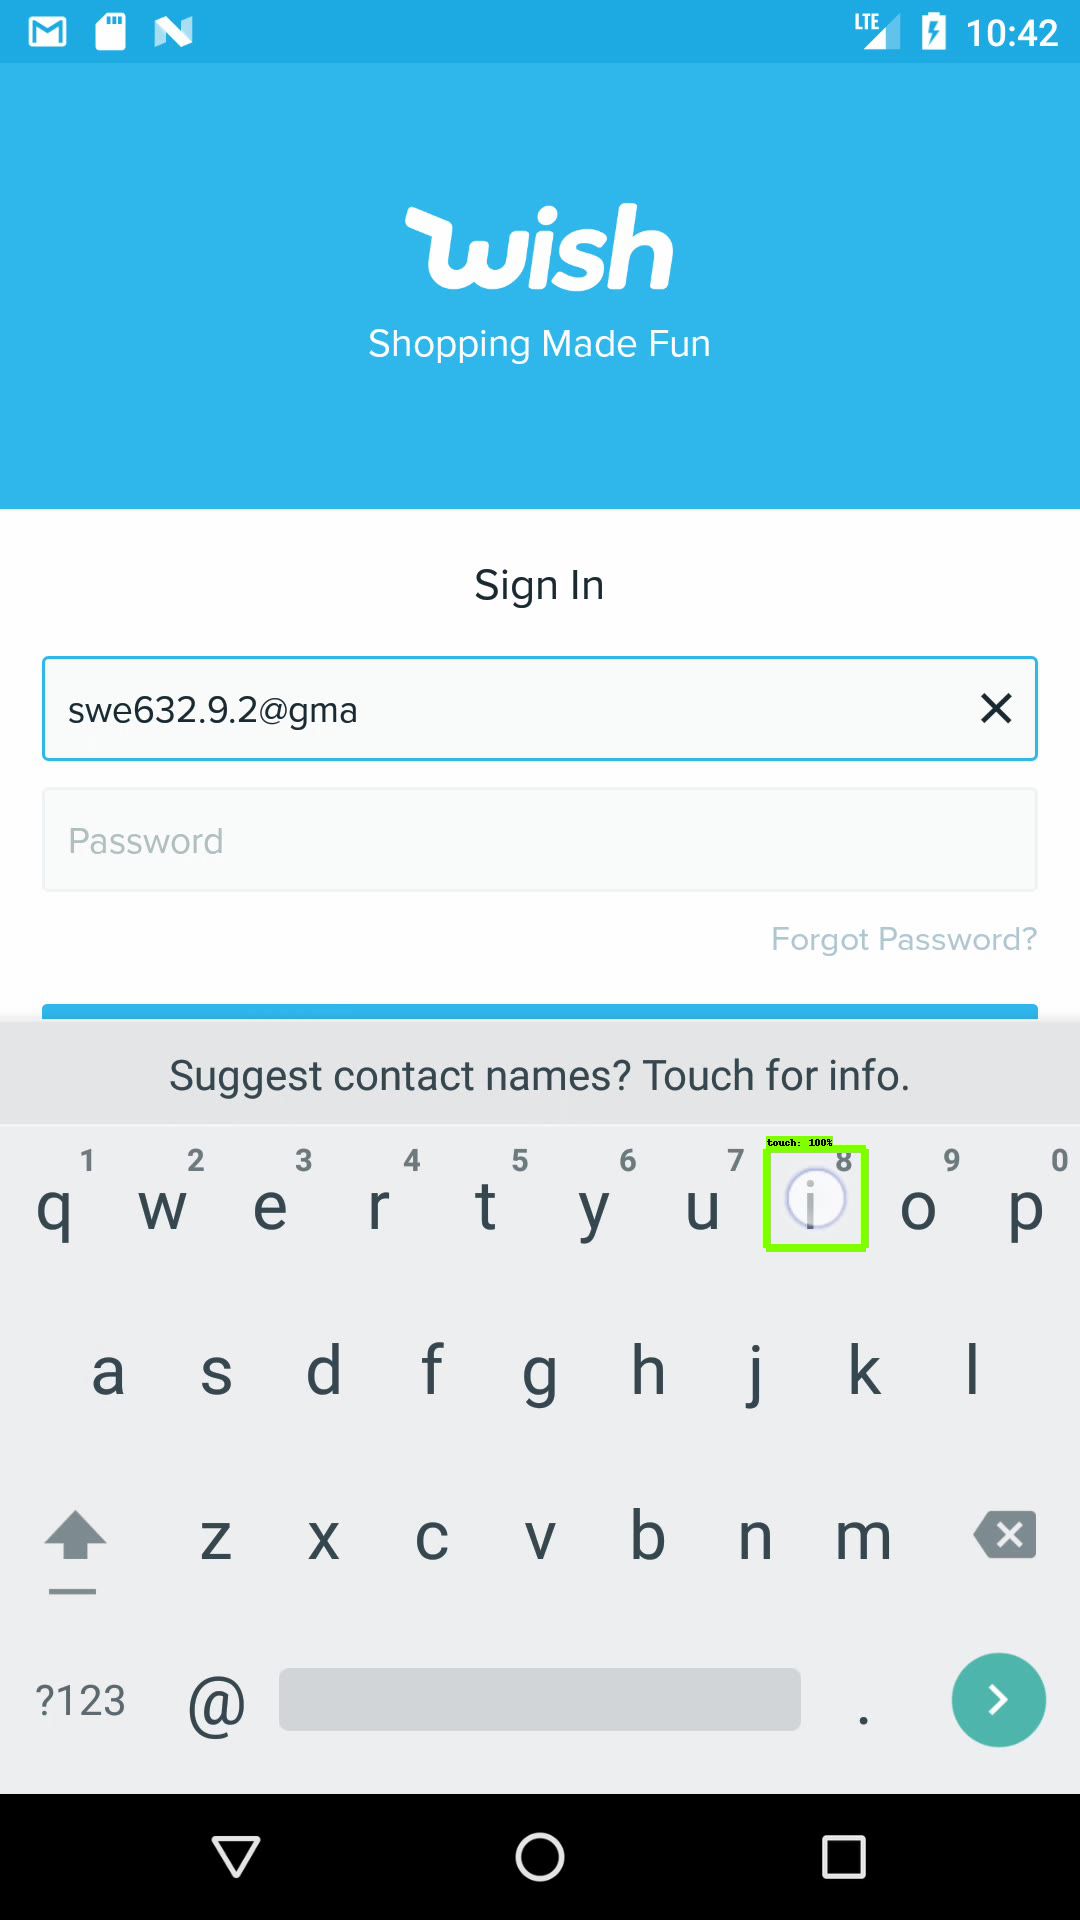 LTE 10:42
wish
Shopping Made Fun
Sign In
swe632.9.2@gma
Password
Forgot Password?
Suggest contact names? Touch for info.
touch: 100%
1 2 3 4 5 6 7 8 9 0
q w e r t y u i o p
a s d f g h j k l
z x c v b n m
?123 @ .